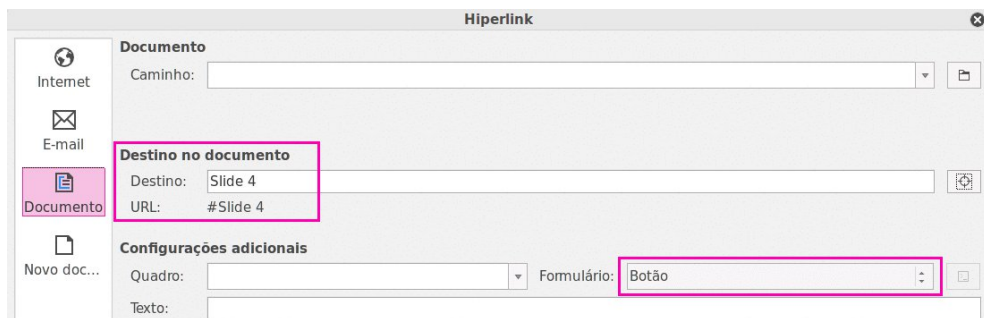 Hiperlink
Internet
E-mail
Documento
Novo doc...
Documento
Caminho:
Destino no documento
Destino: Slide 4
URL: #Slide 4
Configurações adicionais
Quadro: Formulário: Botão
Texto: